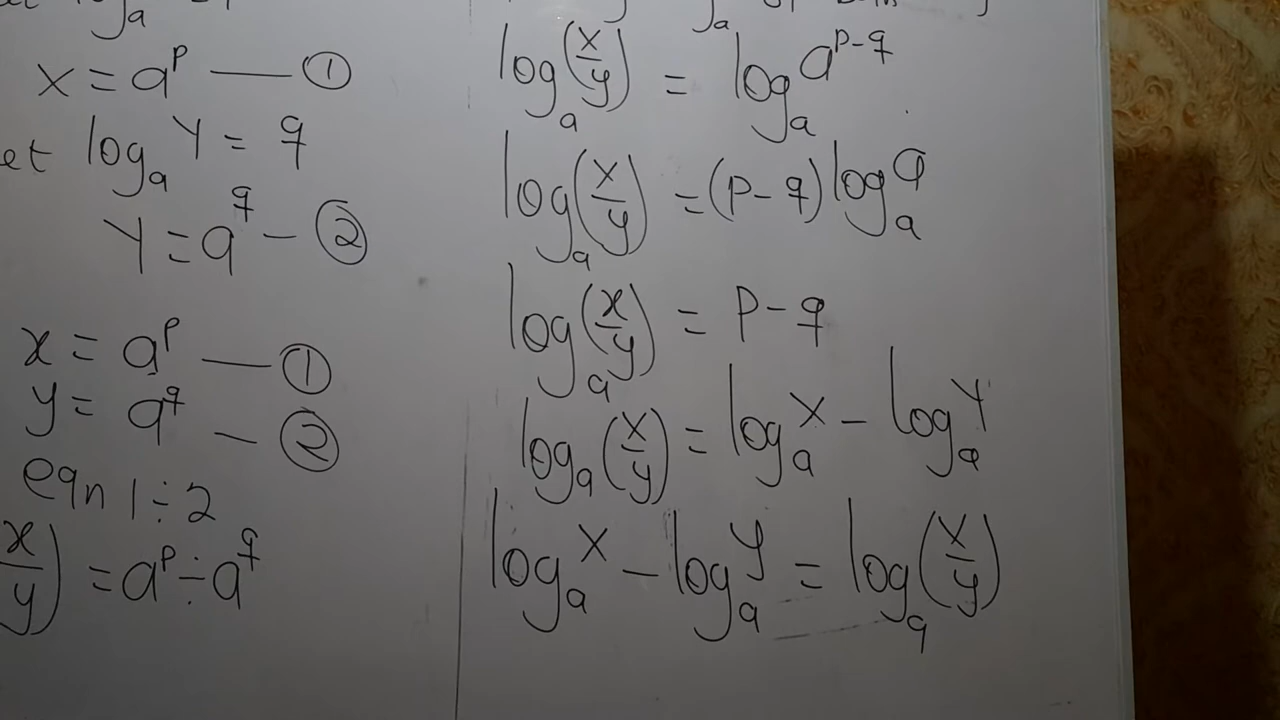 x = a^p — ①
et log_a Y = q
Y = a^q – ②
x = a^p — ①
y = a^q – ②
eqn 1 ÷ 2
x/y) = a^p ÷ a^q
log_a (x/y) = log_a a^(p-q)
log_a (x/y) = (p-q) log_a a
log_a (x/y) = p-q
log_a (x/y) = log_a x - log_a y
log_a x - log_a y = log_a (x/y)